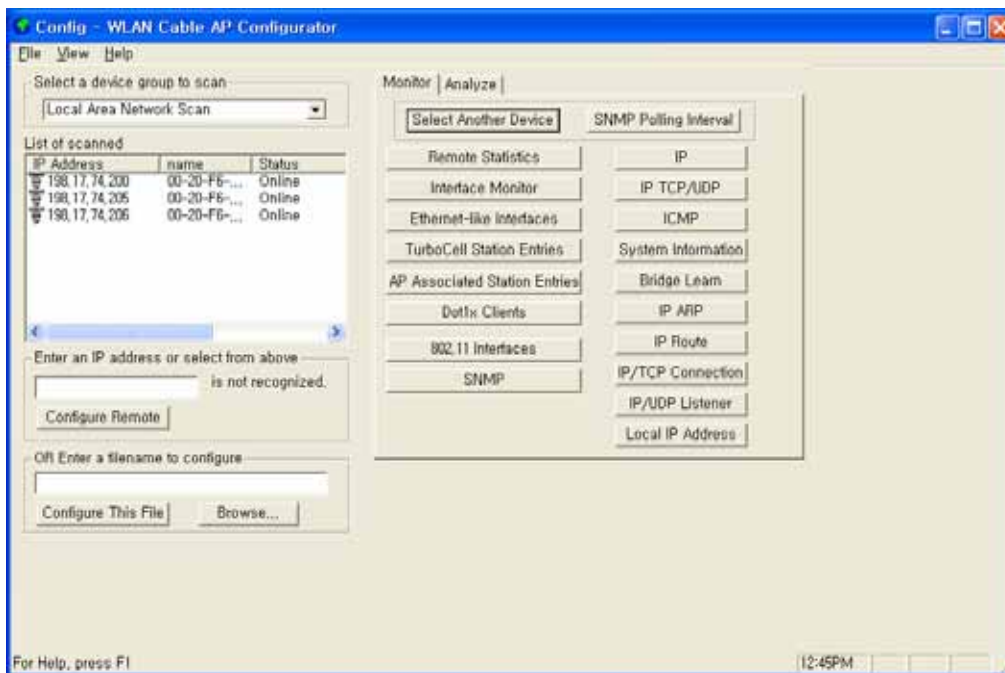 Config - WLAN Cable AP Configurator
File View Help
Select a device group to scan
Local Area Network Scan
List of scanned
IP Address name Status
198.17.74.200 00-20-F6-... Online
198.17.74.205 00-20-F6-... Online
198.17.74.206 00-20-F6-... Online
Enter an IP address or select from above
is not recognized.
Configure Remote
OR Enter a filename to configure
Configure This File Browse...
Monitor Analyze
Select Another Device SNMP Polling Interval
Remote Statistics IP
Interface Monitor IP TCP/UDP
Ethernet-like Interfaces ICMP
TurboCell Station Entries System Information
AP Associated Station Entries Bridge Learn
Dot1x Clients IP ARP
802.11 Interfaces IP Route
SNMP IP/TCP Connection
IP/UDP Listener
Local IP Address
For Help, press F1
12:45PM